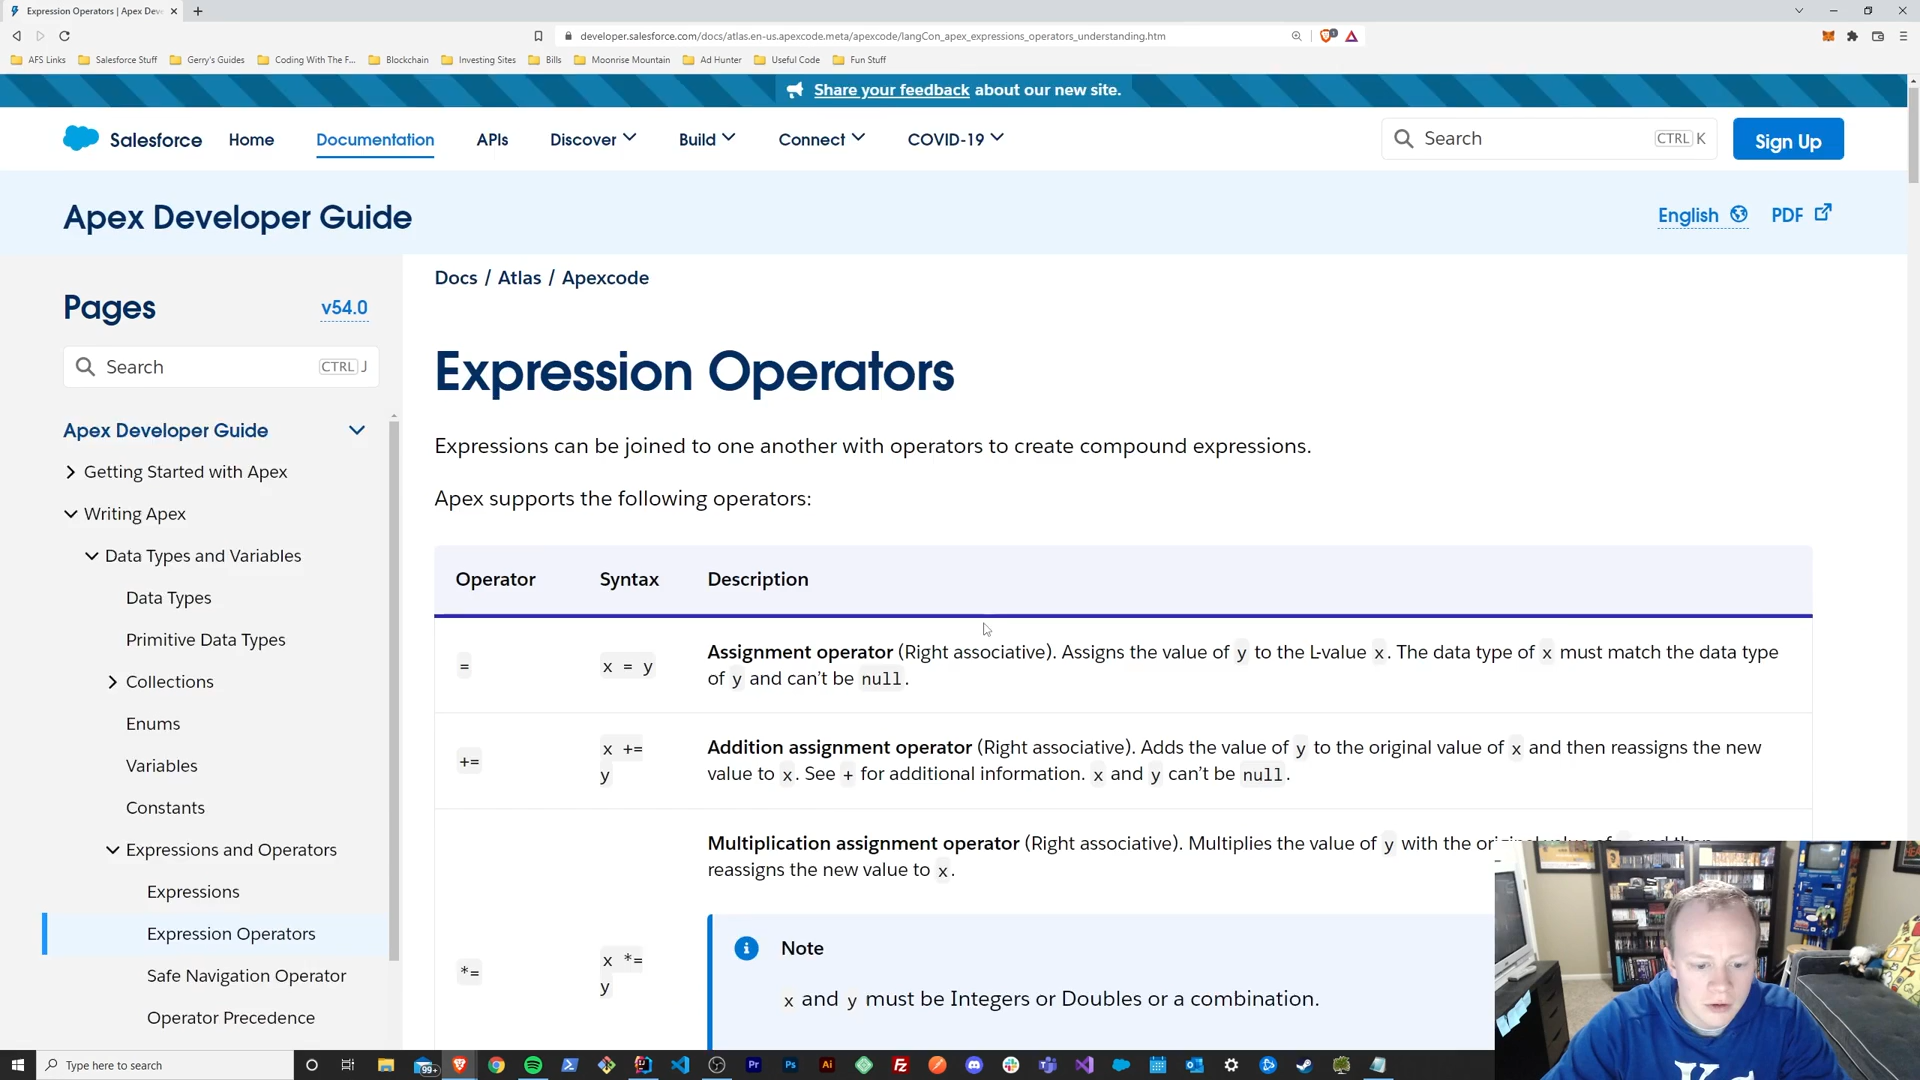 Expression Operators | Apex Dev
developer.salesforce.com/docs/atlas.en-us.apexcode.meta/apexcode/langCon_apex_expressions_operators_understanding.htm
AFS Links
Salesforce Stuff
Gerry's Guides
Coding With The F...
Blockchain
Investing Sites
Bills
Moonrise Mountain
Ad Hunter
Useful Code
Fun Stuff
Share your feedback about our new site.
Salesforce
Home
Documentation
APIs
Discover
Build
Connect
COVID-19
Search
CTRL K
Sign Up
Apex Developer Guide
English
PDF
Docs / Atlas / Apexcode
Pages
v54.0
Search
CTRL J
Apex Developer Guide
Getting Started with Apex
Writing Apex
Data Types and Variables
Data Types
Primitive Data Types
Collections
Enums
Variables
Constants
Expressions and Operators
Expressions
Expression Operators
Safe Navigation Operator
Operator Precedence
Expression Operators
Expressions can be joined to one another with operators to create compound expressions.
Apex supports the following operators:
Operator
Syntax
Description
=
x = y
Assignment operator (Right associative). Assigns the value of y to the L-value x. The data type of x must match the data type
of y and can't be null.
+=
x +=
y
Addition assignment operator (Right associative). Adds the value of y to the original value of x and then reassigns the new
value to x. See + for additional information. x and y can't be null.
*=
x *=
y
Multiplication assignment operator (Right associative). Multiplies the value of y with the
reassigns the new value to x.
Note
x and y must be Integers or Doubles or a combination.
Type here to search
99+
Pr
Ps
Ai